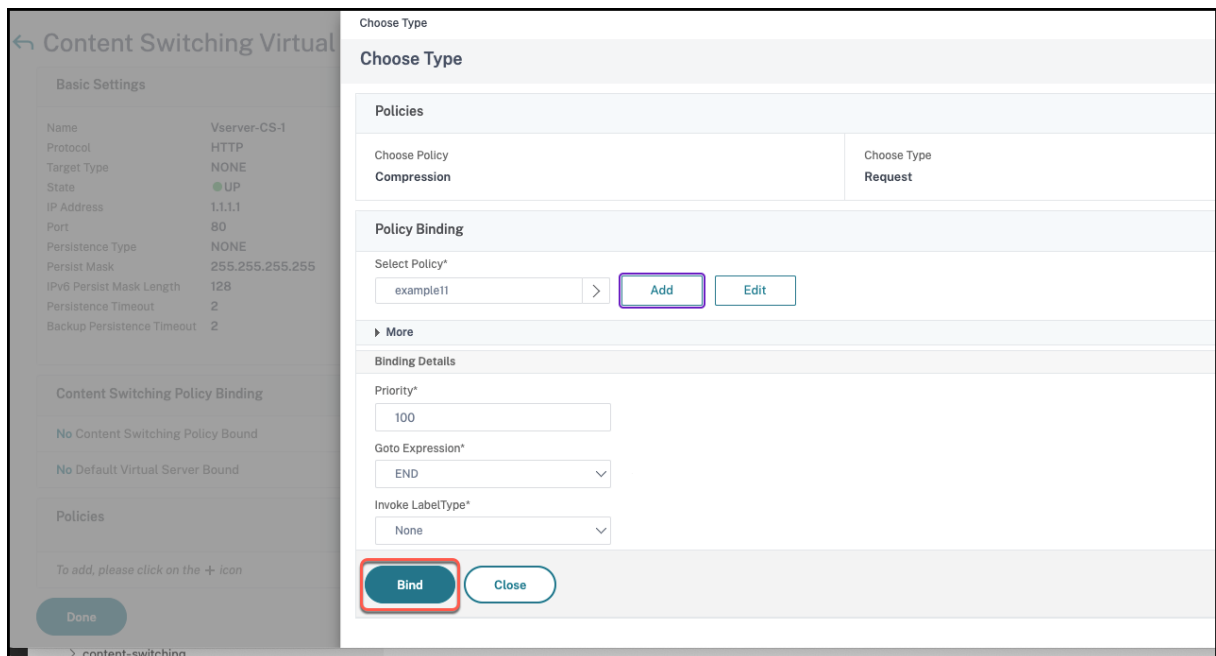 Content Switching Virtual
Basic Settings
Name Vserver-CS-1
Protocol HTTP
Target Type NONE
State UP
IP Address 1.1.1.1
Port 80
Persistence Type NONE
Persist Mask 255.255.255.255
IPv6 Persist Mask Length 128
Persistence Timeout 2
Backup Persistence Timeout 2
Content Switching Policy Binding
No Content Switching Policy Bound
No Default Virtual Server Bound
Policies
To add, please click on the + icon
Done
content-switching
Choose Type
Choose Type
Policies
Choose Policy Choose Type
Compression Request
Policy Binding
Select Policy*
example11 Add Edit
More
Binding Details
Priority*
100
Goto Expression*
END
Invoke LabelType*
None
Bind Close